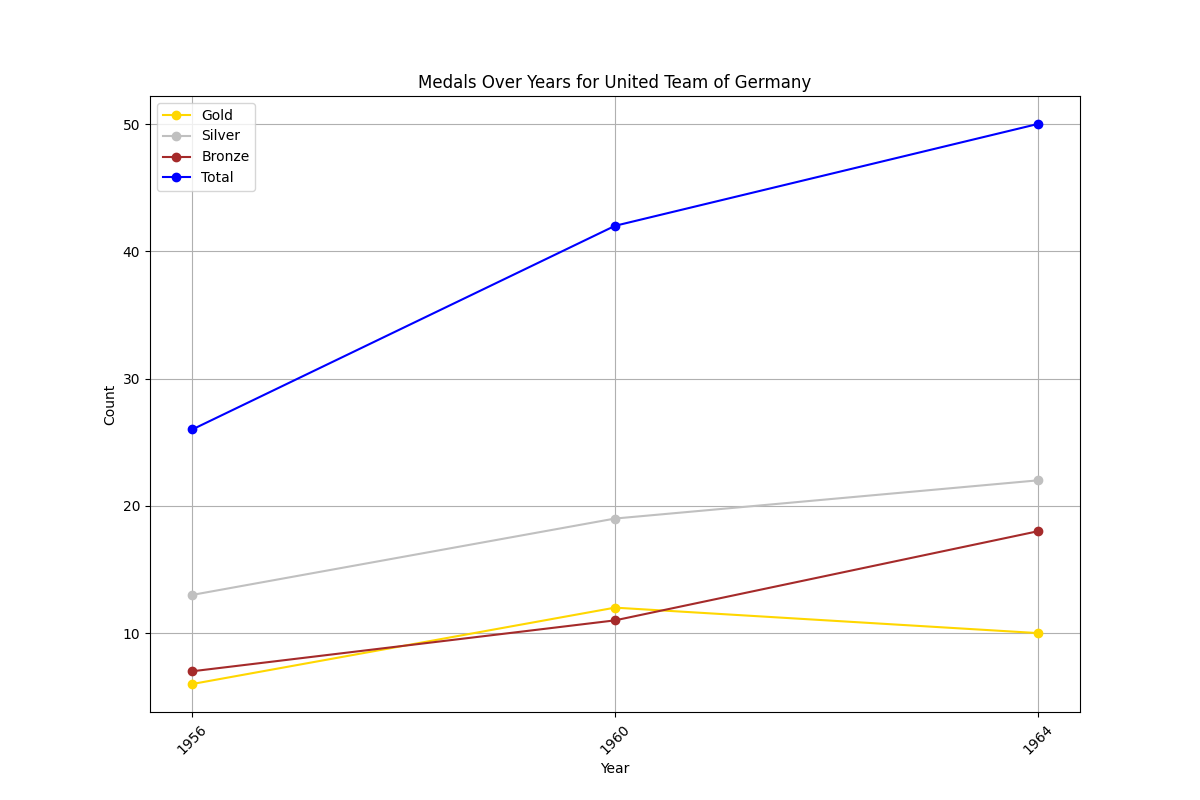 Medals Over Years for United Team of Germany
Gold
Silver
Bronze
Total
50
40
30
20
10
Count
1956
1960
1964
Year